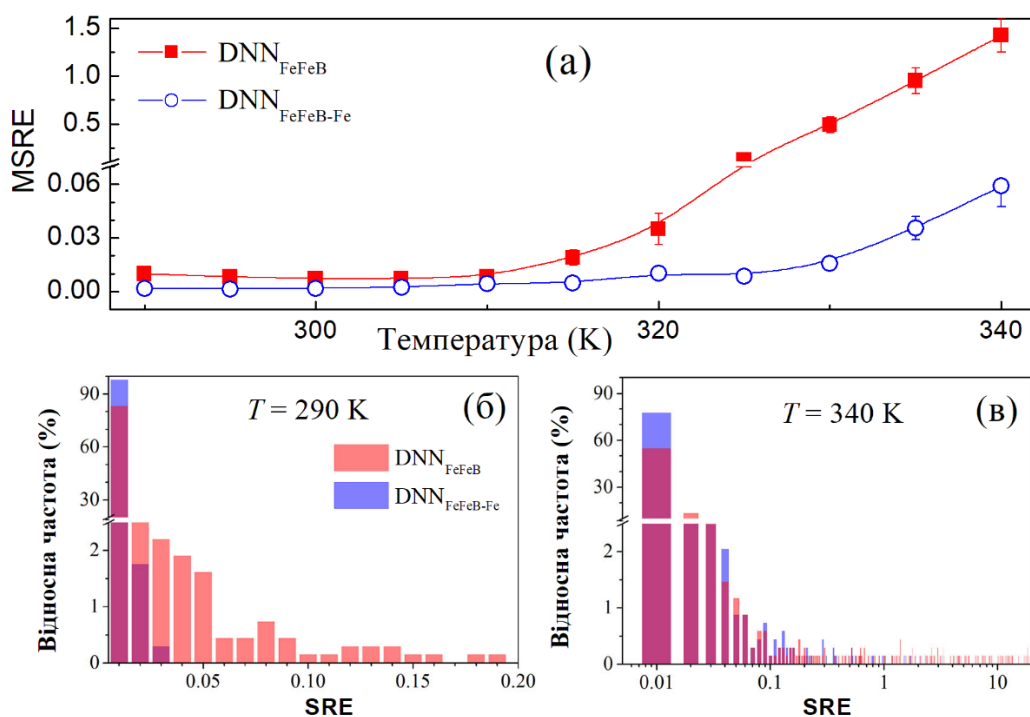 1.5
1.0
0.5
0.06
0.03
0.00
MSRE
DNN_FeFeB
DNN_FeFeB-Fe
(а)
300
320
340
Температура (K)
Відносна частота (%)
90
60
30
2
1
0
T = 290 K
(б)
DNN_FeFeB
DNN_FeFeB-Fe
0.05
0.10
0.15
0.20
SRE
Відносна частота (%)
90
60
30
2
1
0
T = 340 K
(в)
0.01
0.1
1
10
SRE